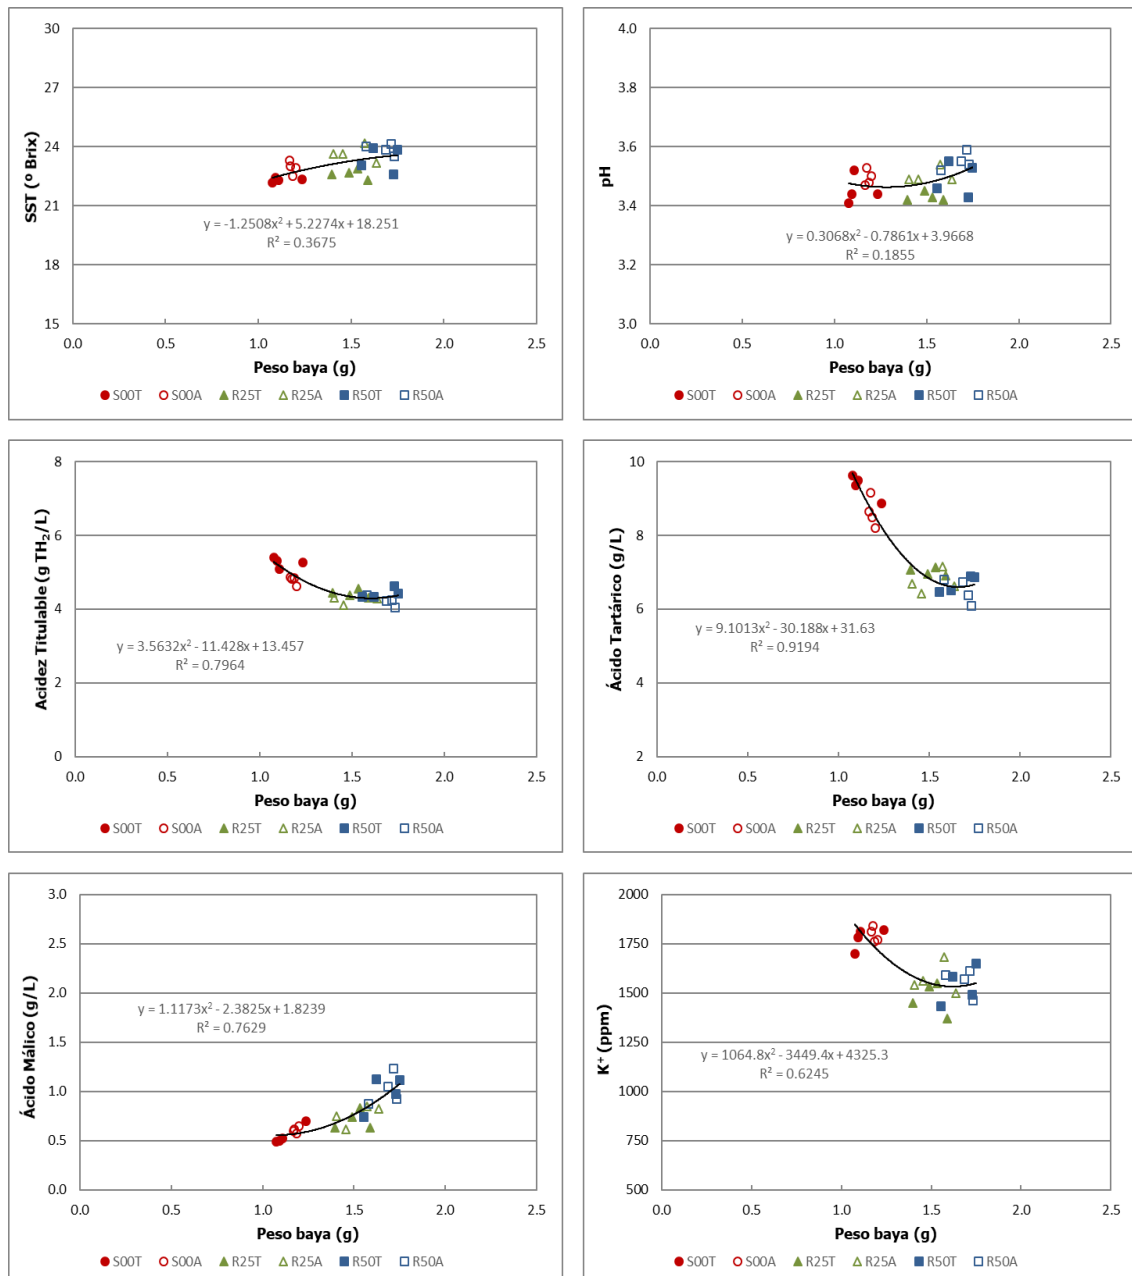 30
27
24
21
18
15
SST (º Brix)
y = -1.2508x² + 5.2274x + 18.251
R² = 0.3675
0.0 0.5 1.0 1.5 2.0 2.5
Peso baya (g)
S00T S00A R25T R25A R50T R50A
4.0
3.8
3.6
3.4
3.2
3.0
pH
y = 0.3068x² - 0.7861x + 3.9668
R² = 0.1855
0.0 0.5 1.0 1.5 2.0 2.5
Peso baya (g)
S00T S00A R25T R25A R50T R50A
8
6
4
2
0
Acidez Titulable (g TH₂/L)
y = 3.5632x² - 11.428x + 13.457
R² = 0.7964
0.0 0.5 1.0 1.5 2.0 2.5
Peso baya (g)
S00T S00A R25T R25A R50T R50A
10
8
6
4
2
Ácido Tartárico (g/L)
y = 9.1013x² - 30.188x + 31.63
R² = 0.9194
0.0 0.5 1.0 1.5 2.0 2.5
Peso baya (g)
S00T S00A R25T R25A R50T R50A
3.0
2.5
2.0
1.5
1.0
0.5
0.0
Ácido Málico (g/L)
y = 1.1173x² - 2.3825x + 1.8239
R² = 0.7629
0.0 0.5 1.0 1.5 2.0 2.5
Peso baya (g)
S00T S00A R25T R25A R50T R50A
2000
1750
1500
1250
1000
750
500
K⁺ (ppm)
y = 1064.8x² - 3449.4x + 4325.3
R² = 0.6245
0.0 0.5 1.0 1.5 2.0 2.5
Peso baya (g)
S00T S00A R25T R25A R50T R50A